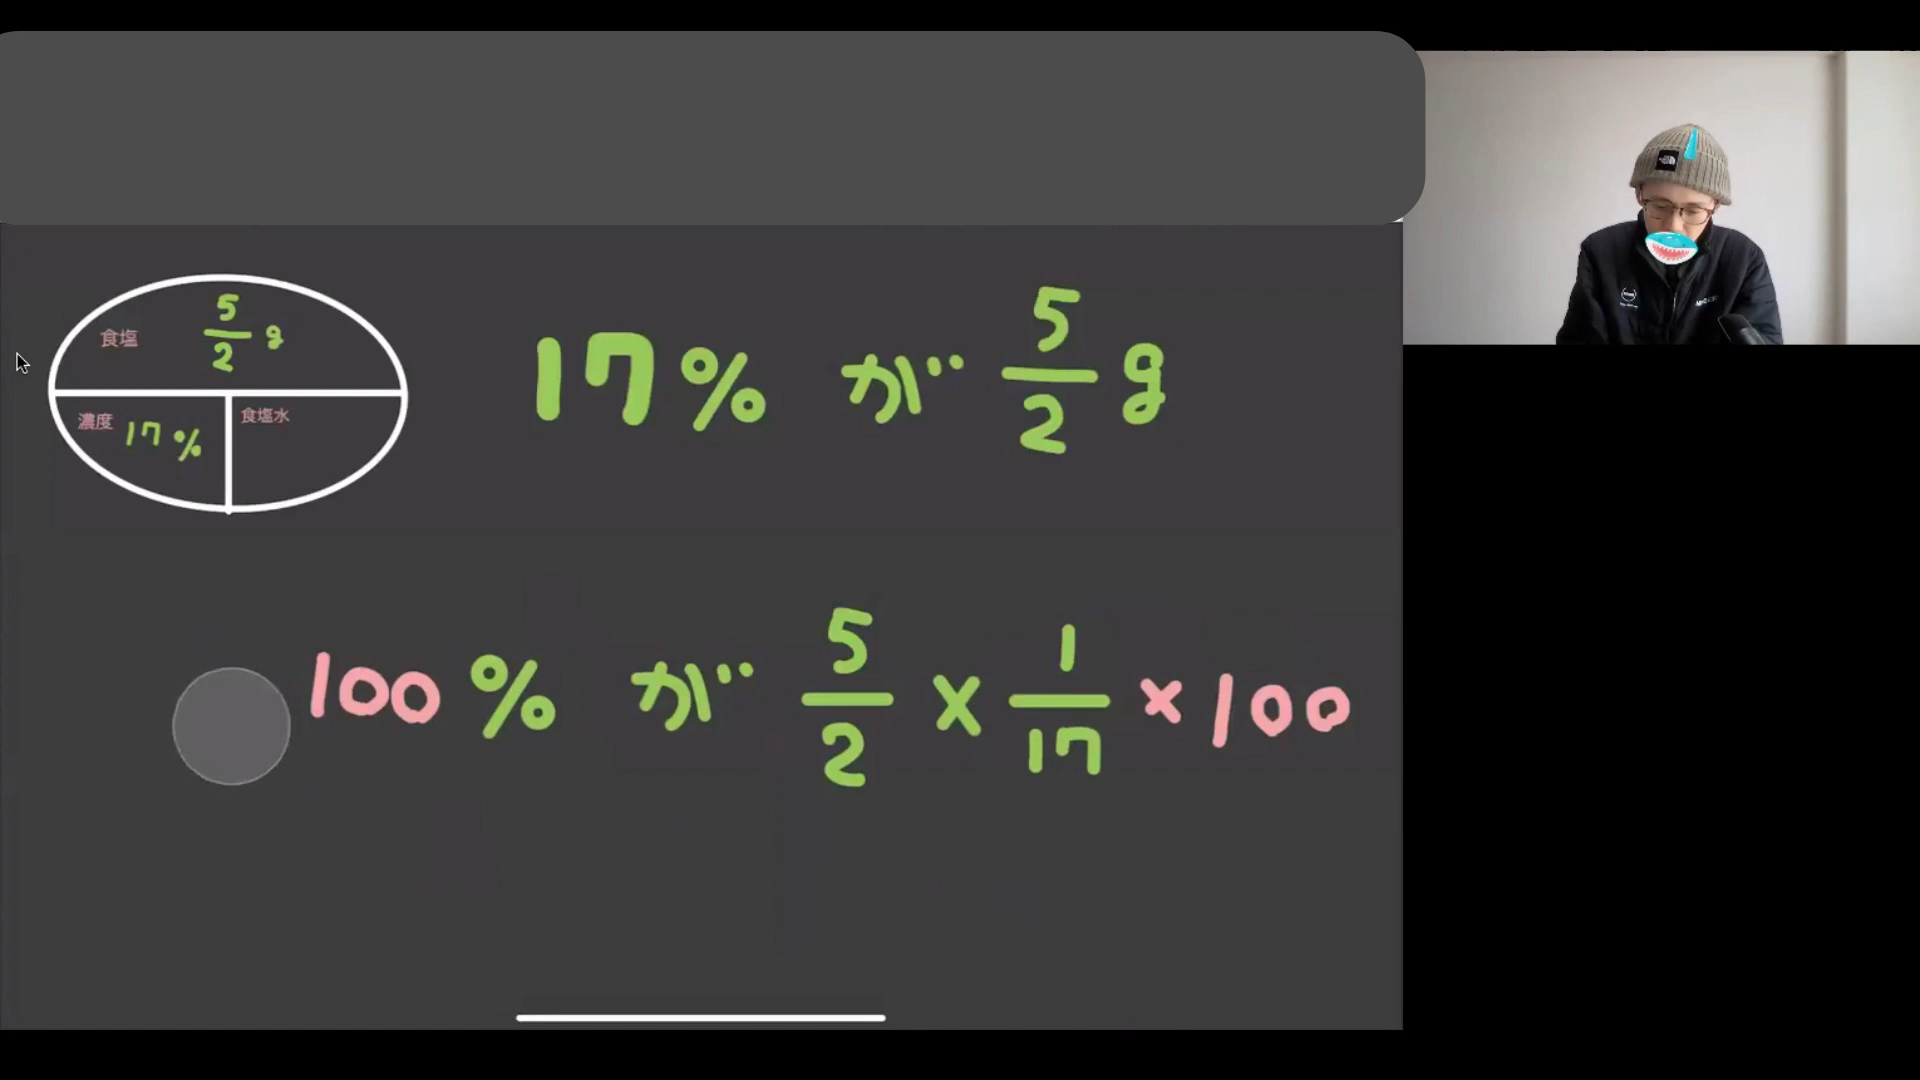 食塩 5/2 g
濃度 17%
食塩水
17% が 5/2 g
100% が 5/2 × 1/17 × 100